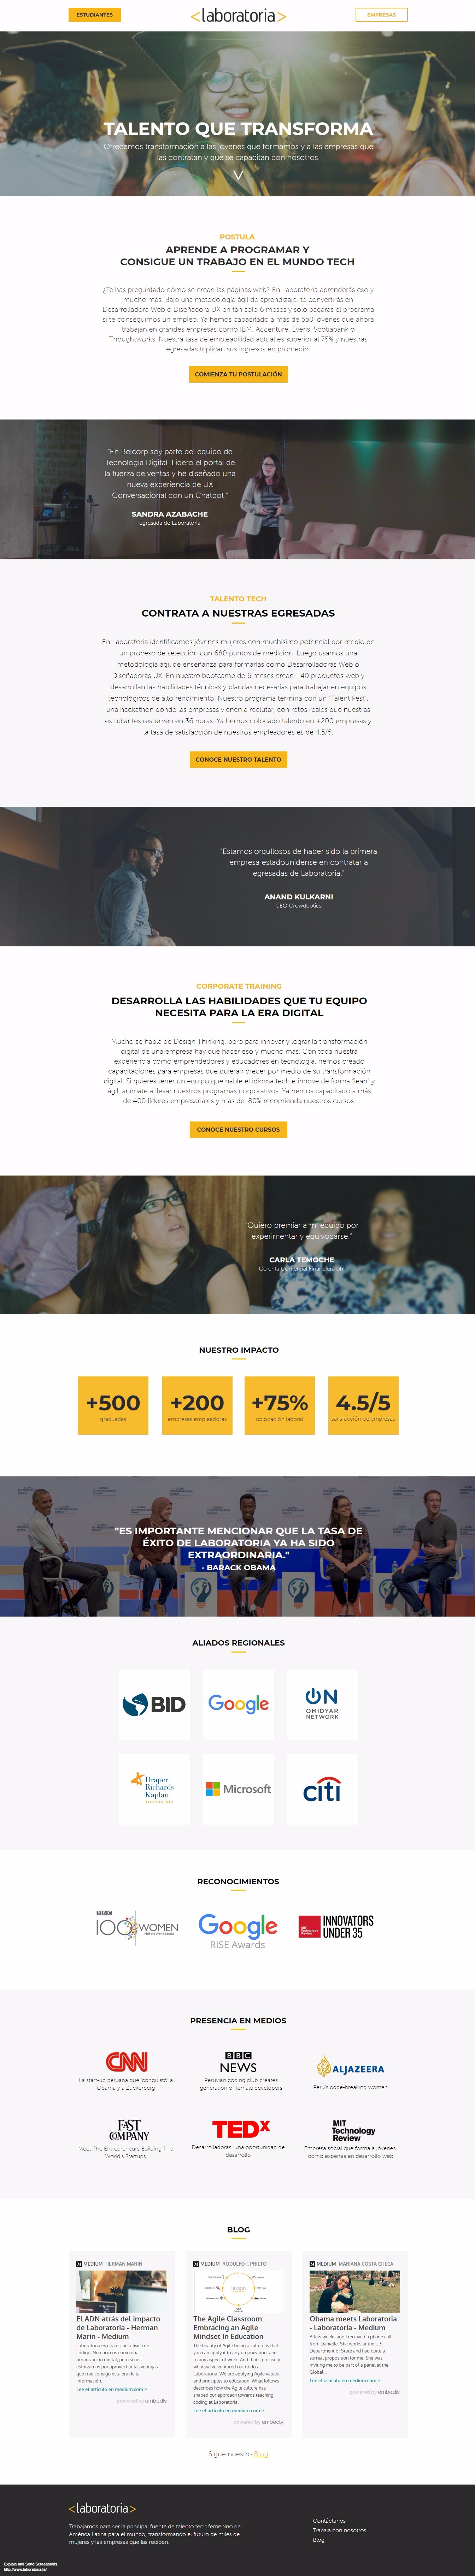 ESTUDIANTES
<laboratoria>
EMPRESAS
TALENTO QUE TRANSFORMA
Ofrecemos transformación a las jóvenes que formamos y a las empresas que
las contratan y que se capacitan con nosotros.
POSTULA
APRENDE A PROGRAMAR Y
CONSIGUE UN TRABAJO EN EL MUNDO TECH
¿Te has preguntado cómo se crean las páginas web? En Laboratoria aprenderás eso y
mucho más. Bajo una metodología ágil de aprendizaje, te convertirás en
Desarrolladora Web o Diseñadora UX en tan solo 6 meses y sólo pagarás el programa
si te conseguimos un empleo. Ya hemos capacitado a más de 550 jóvenes que ahora
trabajan en grandes empresas como IBM, Accenture, Everis, Scotiabank o
Thoughtworks. Nuestra tasa de empleabilidad actual es superior al 75% y nuestras
egresadas triplican sus ingresos en promedio.
COMIENZA TU POSTULACIÓN
"En Belcorp soy parte del equipo de
Tecnología Digital. Lidero el portal de
la fuerza de ventas y he diseñado una
nueva experiencia de UX
Conversacional con un Chatbot."
SANDRA AZABACHE
Egresada de Laboratoria
TALENTO TECH
CONTRATA A NUESTRAS EGRESADAS
En Laboratoria identificamos jóvenes mujeres con muchísimo potencial por medio de
un proceso de selección con 680 puntos de medición. Luego usamos una
metodología ágil de enseñanza para formarlas como Desarrolladoras Web o
Diseñadoras UX. En nuestro bootcamp de 6 meses crean +40 productos web y
desarrollan las habilidades técnicas y blandas necesarias para trabajar en equipos
tecnológicos de alto rendimiento. Nuestro programa termina con un "Talent Fest",
una hackathon donde las empresas vienen a reclutar, con retos reales que nuestras
estudiantes resuelven en 36 horas. Ya hemos colocado talento en +200 empresas y
la tasa de satisfacción de nuestros empleadores es de 4.5/5.
CONOCE NUESTRO TALENTO
"Estamos orgullosos de haber sido la primera
empresa estadounidense en contratar a
egresadas de Laboratoria."
ANAND KULKARNI
CEO Crowdbotics
CORPORATE TRAINING
DESARROLLA LAS HABILIDADES QUE TU EQUIPO
NECESITA PARA LA ERA DIGITAL
Mucho se habla de Design Thinking, pero para innovar y lograr la transformación
digital de una empresa hay que hacer eso y mucho más. Con toda nuestra
experiencia como emprendedores y educadores en tecnología, hemos creado
capacitaciones para empresas que quieran crecer por medio de su transformación
digital. Si quieres tener un equipo que hable el idioma tech e innove de forma "lean" y
ágil, anímate a llevar nuestros programas corporativos. Ya hemos capacitado a más
de 400 líderes empresariales y más del 80% recomienda nuestros cursos.
CONOCE NUESTRO CURSOS
"Quiero premiar a mi equipo por
experimentar y equivocarse."
CARLA TEMOCHE
Gerenta Comercial Financiera oh
NUESTRO IMPACTO
+500
graduadas
+200
empresas empleadoras
+75%
colocación laboral
4.5/5
satisfacción de empresas
"ES IMPORTANTE MENCIONAR QUE LA TASA DE
ÉXITO DE LABORATORIA YA HA SIDO
EXTRAORDINARIA."
- BARACK OBAMA
ALIADOS REGIONALES
BID
Google
ON
OMIDYAR
NETWORK
Draper
Richards
Kaplan
FOUNDATION
Microsoft
citi
RECONOCIMIENTOS
BBC
100 WOMEN
Google
RISE Awards
MIT
Technology
Review
INNOVATORS
UNDER 35
PRESENCIA EN MEDIOS
CNN
La start-up peruana que 'conquistó' a
Obama y a Zuckerberg
BBC
NEWS
Peruvian coding club creates
generation of female developers
ALJAZEERA
Peru's code-breaking women
FAST
COMPANY
Meet The Entrepreneurs Building The
World's Startups
TEDx
Desarrolladoras: una oportunidad de
desarrollo
MIT
Technology
Review
Empresa social que forma a jóvenes
como expertas en desarrollo web
BLOG
MEDIUM HERMAN MARIN
El ADN atrás del impacto
de Laboratoria - Herman
Marin - Medium
Laboratoria es una escuela física de
código. No nacimos como una
organización digital, pero sí nos
esforzamos por aprovechar las ventajas
que trae consigo esta era de la
información.
Lee el artículo en medium.com >
powered by embedly
MEDIUM RODULFO J. PRIETO
The Agile Classroom:
Embracing an Agile
Mindset In Education
The beauty of Agile being a culture is that
you can apply it to any organization, and
to any aspect of work. And that's precisely
what we've ventured out to do at
Laboratoria. We are applying Agile values
and principles to education. What follows
describes how the Agile culture has
shaped our approach towards teaching
coding at Laboratoria.
Lee el artículo en medium.com >
powered by embedly
MEDIUM MARIANA COSTA CHECA
Obama meets Laboratoria
- Laboratoria - Medium
A few weeks ago I received a phone call
from Daniella. She works at the U.S
Department of State and had quite a
surreal proposition for me. She was
inviting me to be part of a panel at the
Global...
Lee el artículo en medium.com >
powered by embedly
Sigue nuestro Blog
<laboratoria>
Trabajamos para ser la principal fuente de talento tech femenino de
América Latina para el mundo, transformando el futuro de miles de
mujeres y las empresas que las reciben.
Contáctanos
Trabaja con nosotros
Blog
Explain and Send Screenshots
http://www.laboratoria.la/